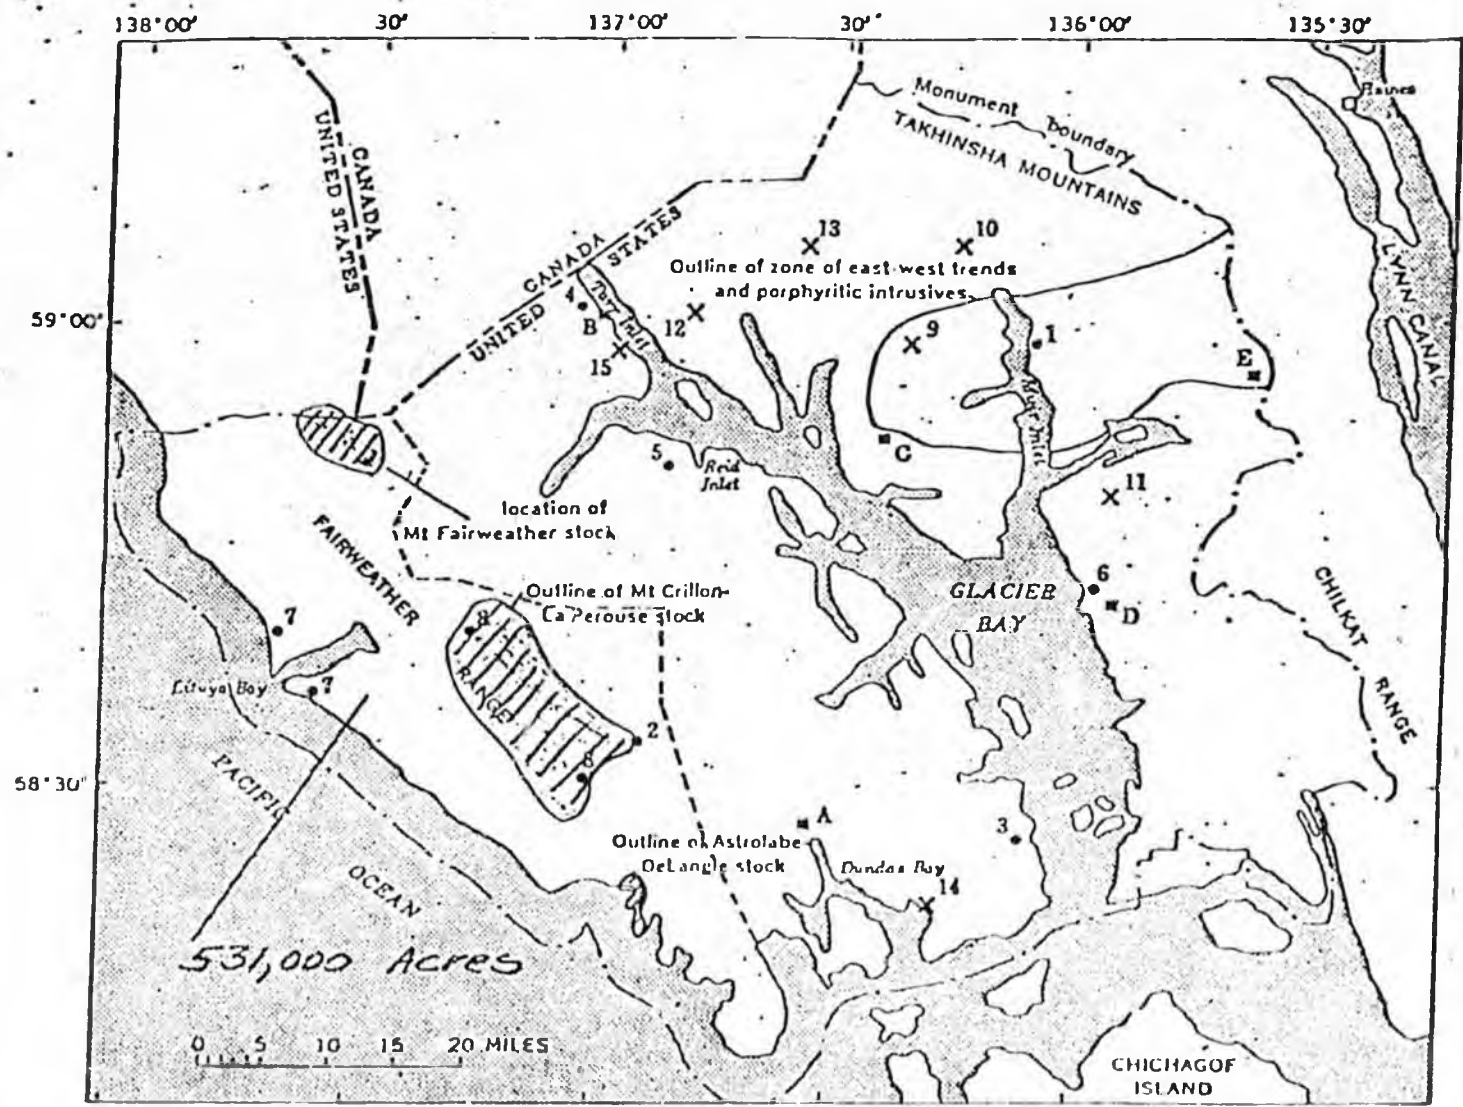 138°00'
30'
137°00'
30'
136°00'
135°30'
Haines
Monument boundary
TAKHINSHA MOUNTAINS
CANADA
UNITED STATES
CANADA
UNITED STATES
LYNN CANAL
13
10
Outline of zone of east-west trends
and porphyritic intrusives
4
B
Tarr Inlet
12
15
59°00'
9
1
E
Muir Inlet
C
5
Reid
Inlet
11
location of
Mt Fairweather stock
FAIRWEATHER
RANGE
Outline of Mt Crillon-
La Perouse stock
GLACIER
BAY
6
D
CHILKAT
RANGE
7
8
Lituya Bay
7
2
8
58°30'
PACIFIC
OCEAN
A
3
Outline of Astrolabe-
DeLangle stock
Dundas Bay
14
531,000 Acres
0 5 10 15 20 MILES
CHICHAGOF
ISLAND